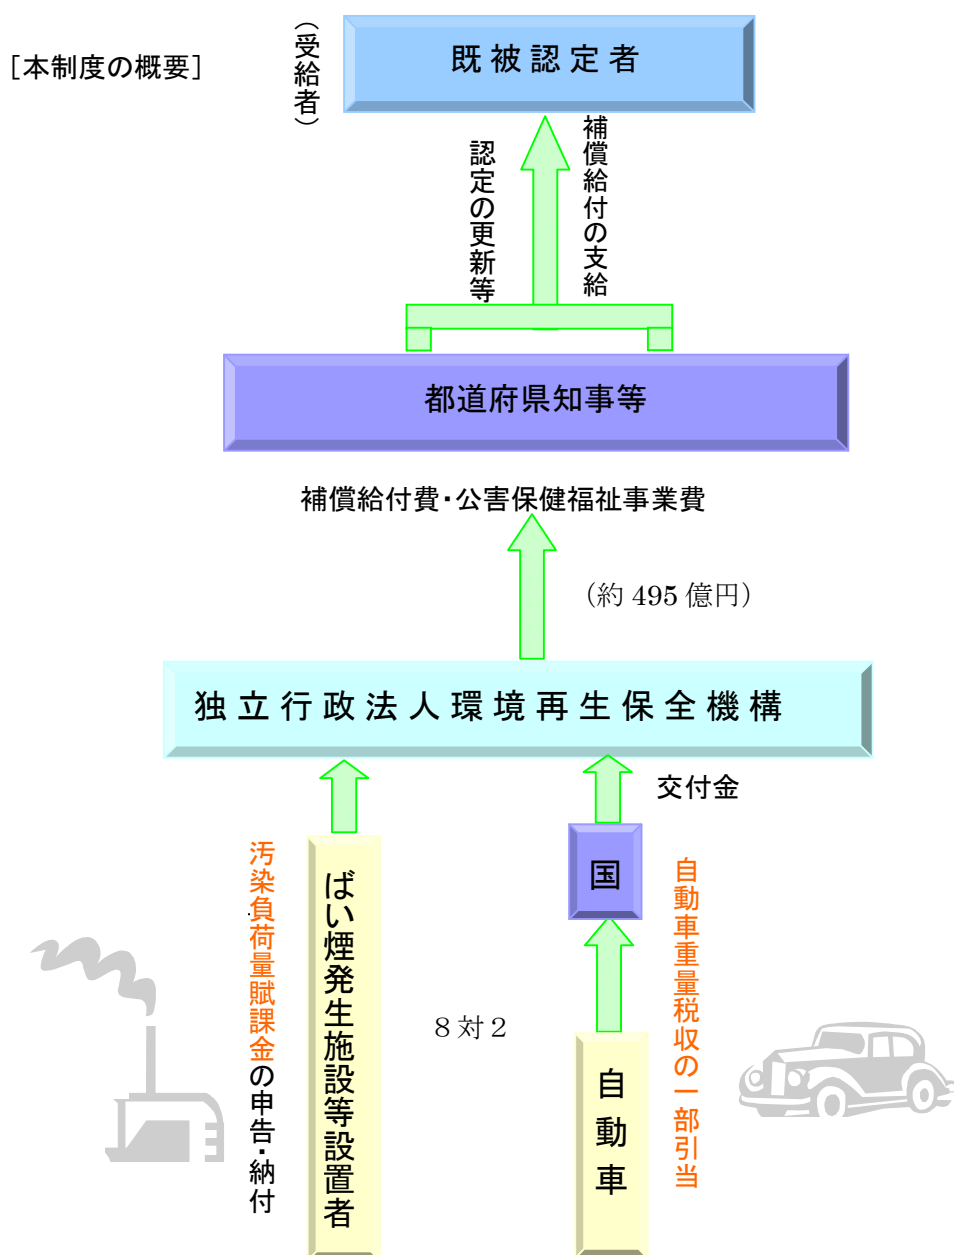 [本制度の概要]
（受給者）
既被認定者
認定の更新等
補償給付の支給
都道府県知事等
補償給付費・公害保健福祉事業費
（約 495 億円）
独立行政法人環境再生保全機構
交付金
国
汚染負荷量賦課金の申告・納付
ばい煙発生施設等設置者
８対２
自動車
自動車重量税収の一部引当